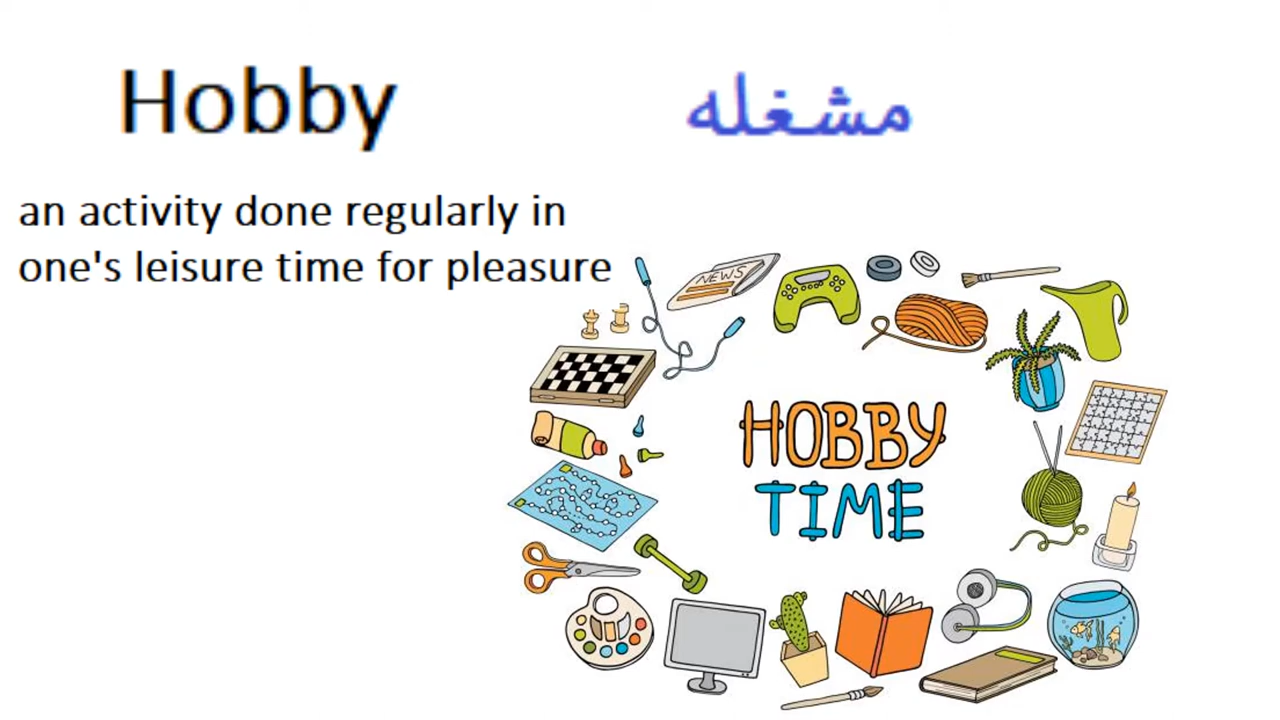 Hobby
مشغله
an activity done regularly in
one's leisure time for pleasure
NEWS
HOBBY
TIME